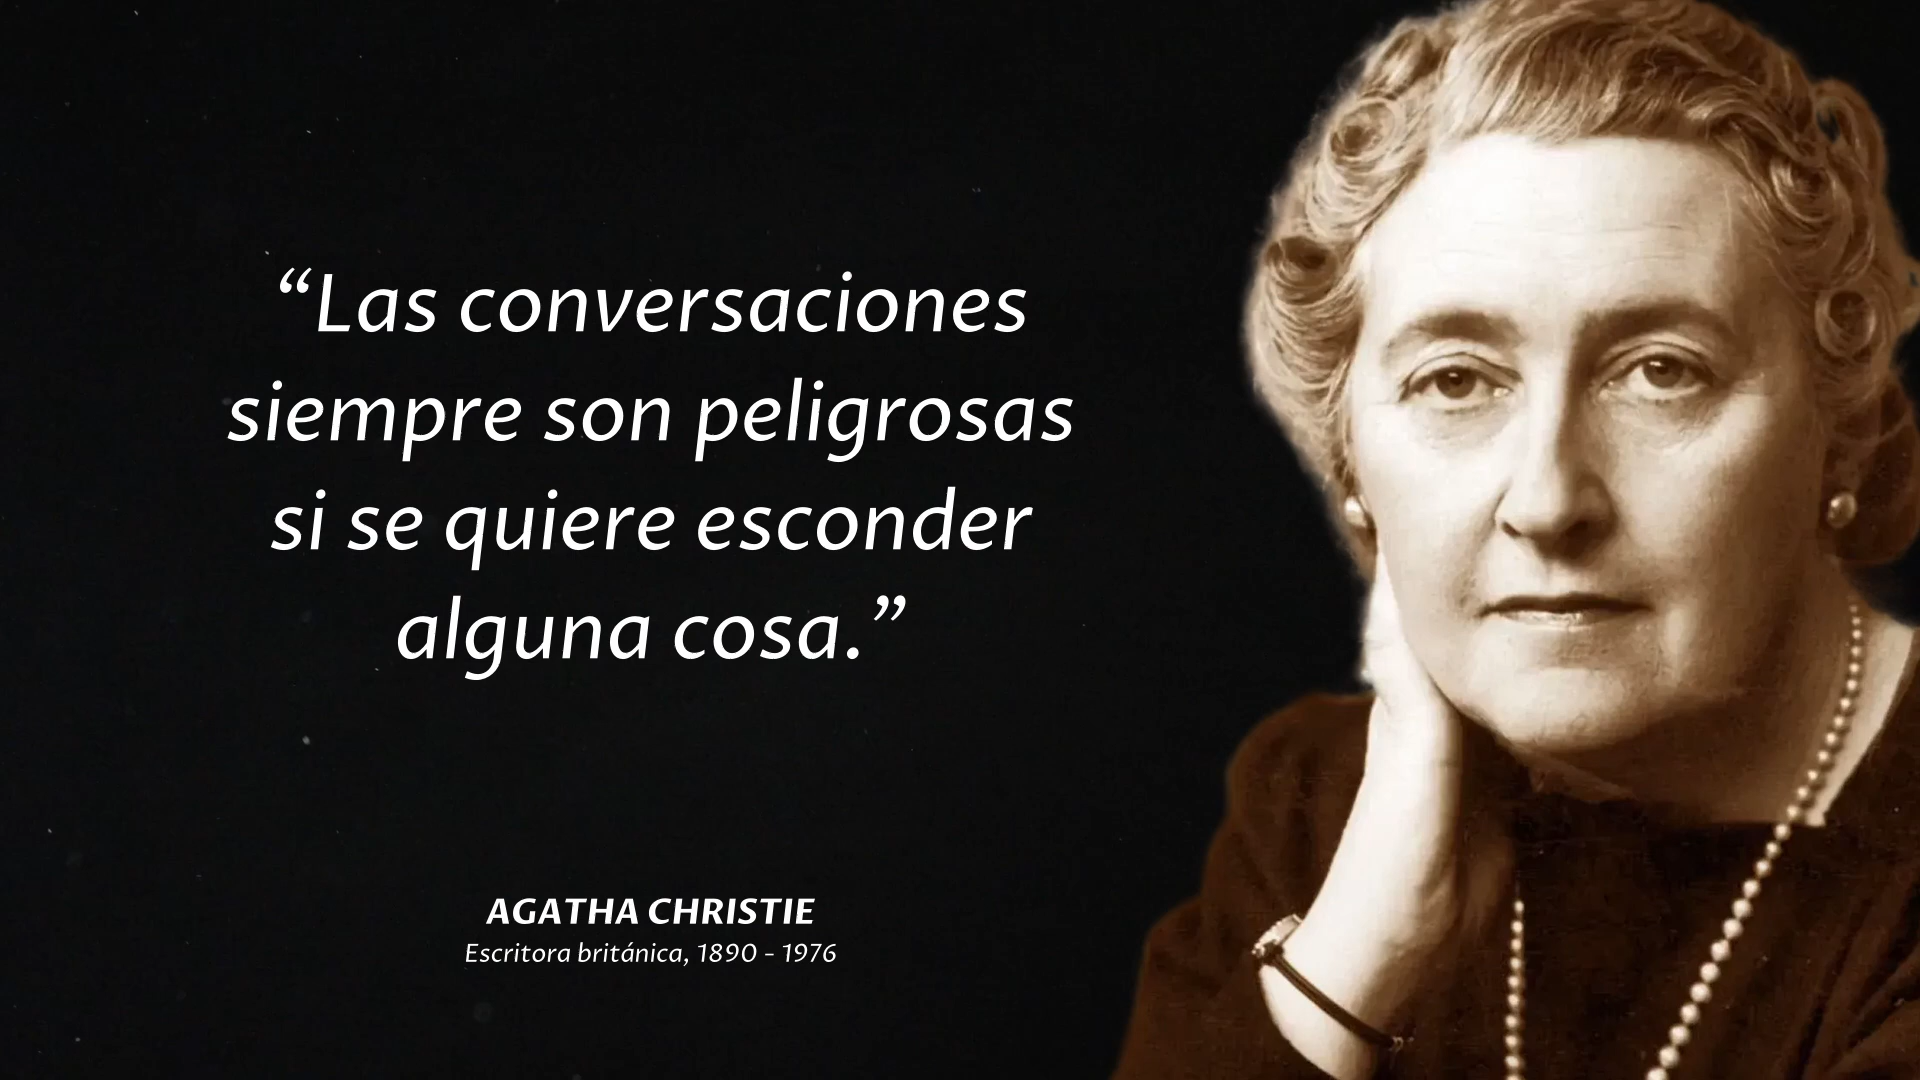 “Las conversaciones
siempre son peligrosas
si se quiere esconder
alguna cosa.”
AGATHA CHRISTIE
Escritora británica, 1890 - 1976